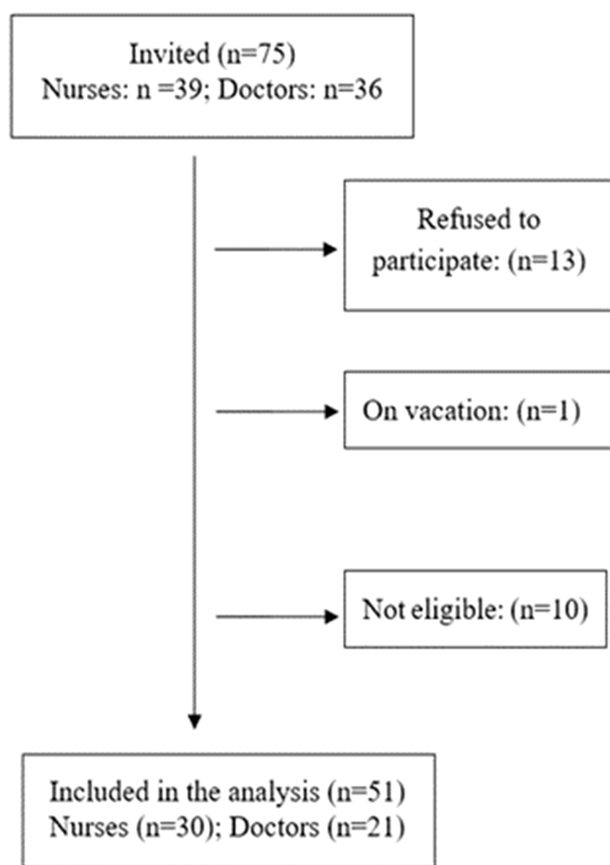 Invited (n=75)
Nurses: n =39; Doctors: n=36
Refused to
participate: (n=13)
On vacation: (n=1)
Not eligible: (n=10)
Included in the analysis (n=51)
Nurses (n=30); Doctors (n=21)